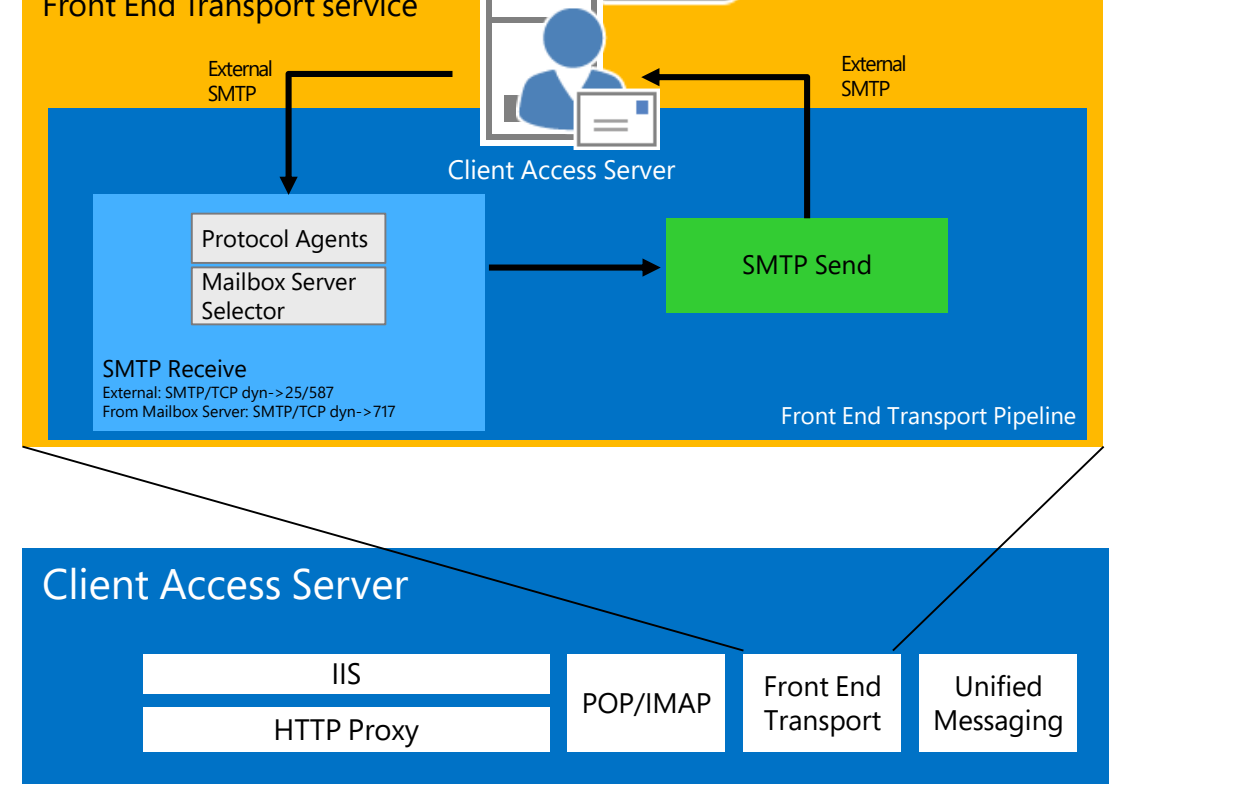 Front End Transport service
External
SMTP
External
SMTP
Client Access Server
Protocol Agents
Mailbox Server
Selector
SMTP Send
SMTP Receive
External: SMTP/TCP dyn->25/587
From Mailbox Server: SMTP/TCP dyn->717
Front End Transport Pipeline
Client Access Server
IIS
HTTP Proxy
POP/IMAP
Front End
Transport
Unified
Messaging